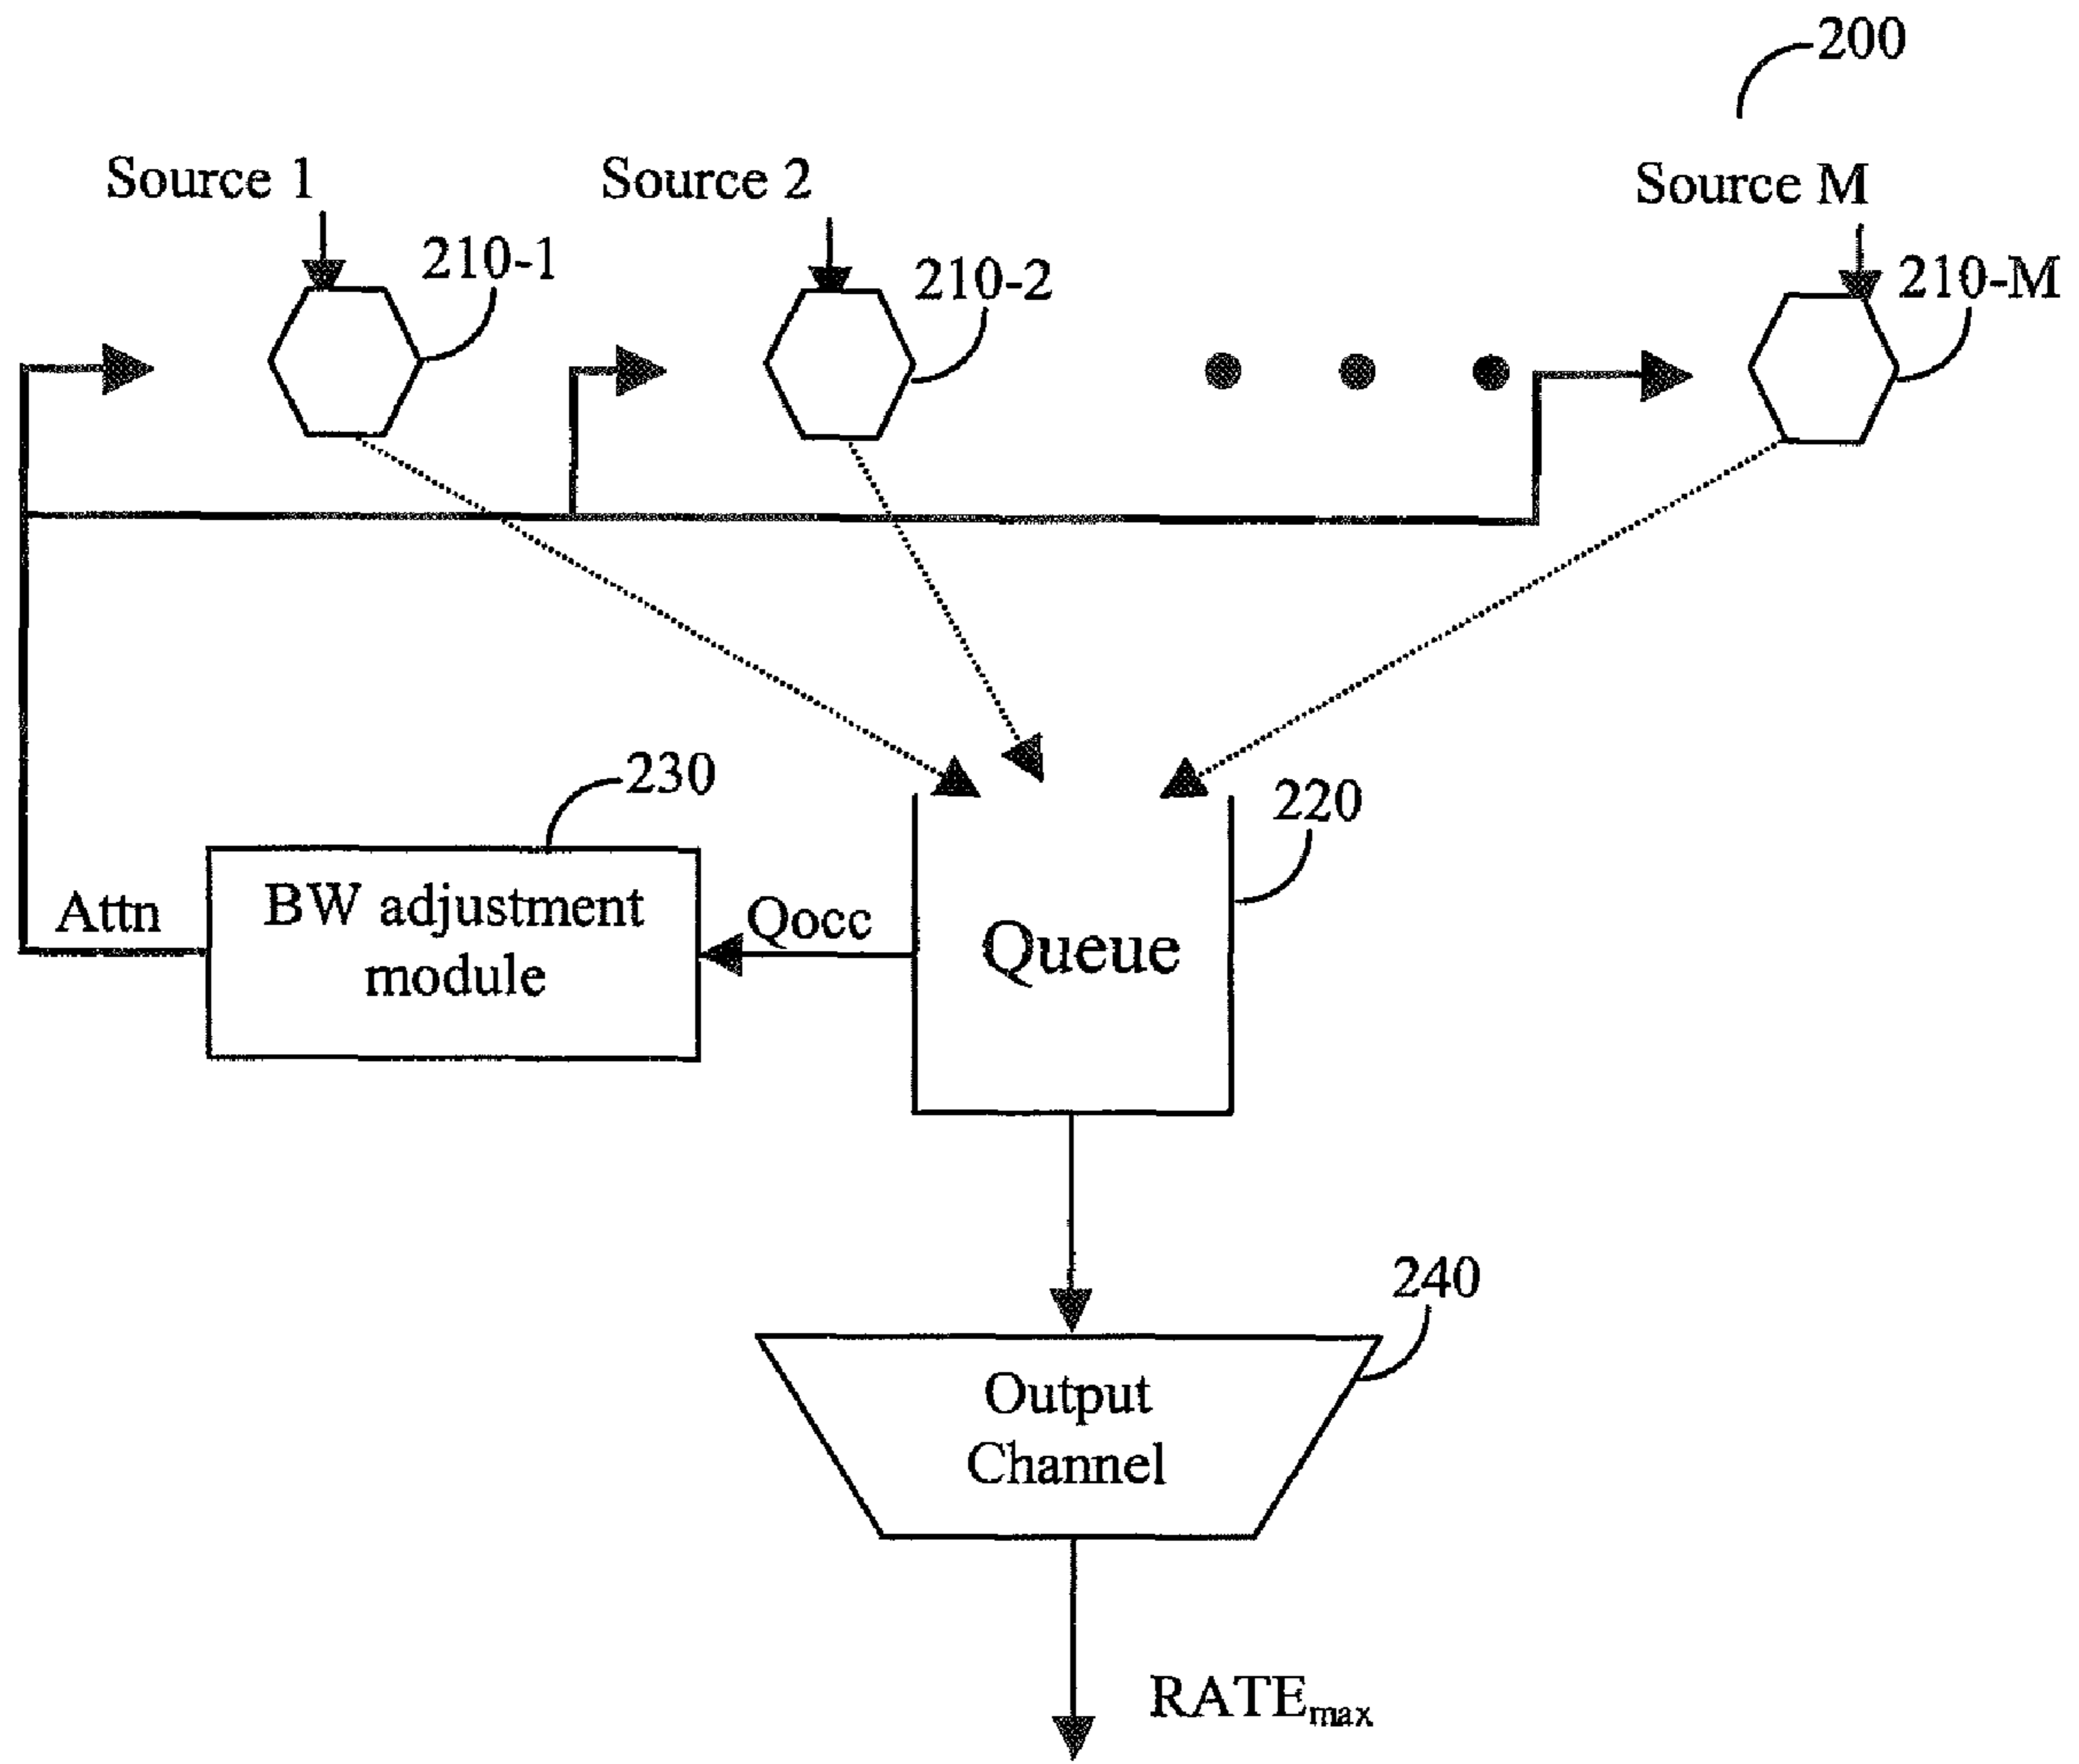 200
Source 1
Source 2
Source M
210-1
210-2
210-M
230
220
Attn
BW adjustment
module
Qocc
Queue
240
Output
Channel
RATEmax